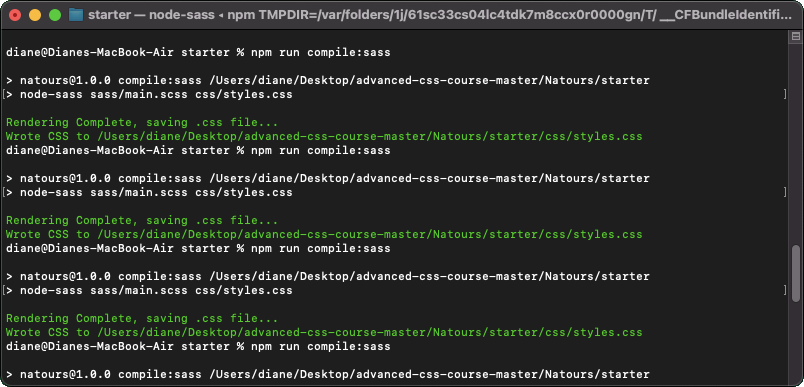 starter — node-sass ◂ npm TMPDIR=/var/folders/1j/61sc33cs04lc4tdk7m8ccx0r0000gn/T/ __CFBundleIdentifi...
diane@Dianes-MacBook-Air starter % npm run compile:sass
> natours@1.0.0 compile:sass /Users/diane/Desktop/advanced-css-course-master/Natours/starter
[> node-sass sass/main.scss css/styles.css ]
Rendering Complete, saving .css file...
Wrote CSS to /Users/diane/Desktop/advanced-css-course-master/Natours/starter/css/styles.css
diane@Dianes-MacBook-Air starter % npm run compile:sass
> natours@1.0.0 compile:sass /Users/diane/Desktop/advanced-css-course-master/Natours/starter
[> node-sass sass/main.scss css/styles.css ]
Rendering Complete, saving .css file...
Wrote CSS to /Users/diane/Desktop/advanced-css-course-master/Natours/starter/css/styles.css
diane@Dianes-MacBook-Air starter % npm run compile:sass
> natours@1.0.0 compile:sass /Users/diane/Desktop/advanced-css-course-master/Natours/starter
[> node-sass sass/main.scss css/styles.css ]
Rendering Complete, saving .css file...
Wrote CSS to /Users/diane/Desktop/advanced-css-course-master/Natours/starter/css/styles.css
diane@Dianes-MacBook-Air starter % npm run compile:sass
> natours@1.0.0 compile:sass /Users/diane/Desktop/advanced-css-course-master/Natours/starter